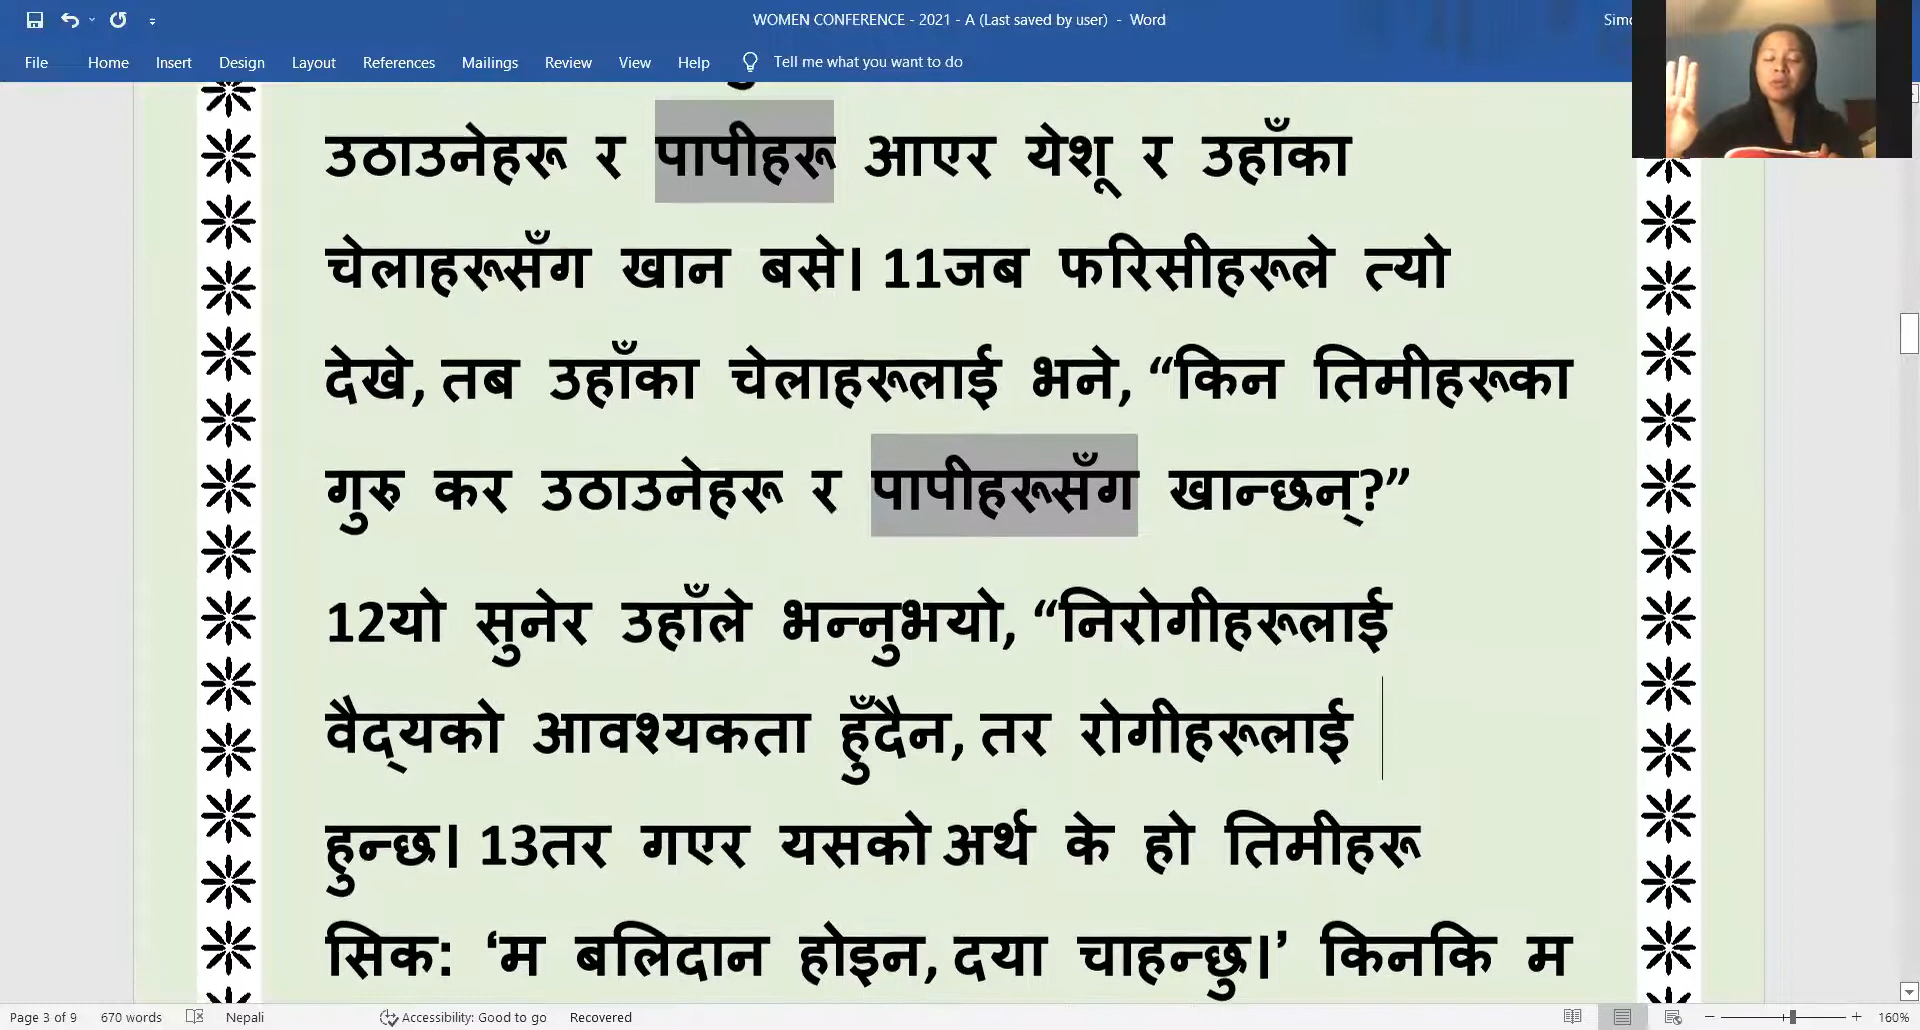 WOMEN CONFERENCE - 2021 - A (Last saved by user) - Word
File Home Insert Design Layout References Mailings Review View Help Tell me what you want to do
उठाउनेहरू र पापीहरू आएर येशू र उहाँका
चेलाहरूसँग खान बसे। 11जब फरिसीहरूले त्यो
देखे, तब उहाँका चेलाहरूलाई भने, “किन तिमीहरूका
गुरु कर उठाउनेहरू र पापीहरूसँग खान्छन्?”
12यो सुनेर उहाँले भन्नुभयो, “निरोगीहरूलाई
वैद्यको आवश्यकता हुँदैन, तर रोगीहरूलाई
हुन्छ। 13तर गएर यसको अर्थ के हो तिमीहरू
सिक: ‘म बलिदान होइन, दया चाहन्छु।’ किनकि म
Page 3 of 9 670 words Nepali Accessibility: Good to go Recovered 160%